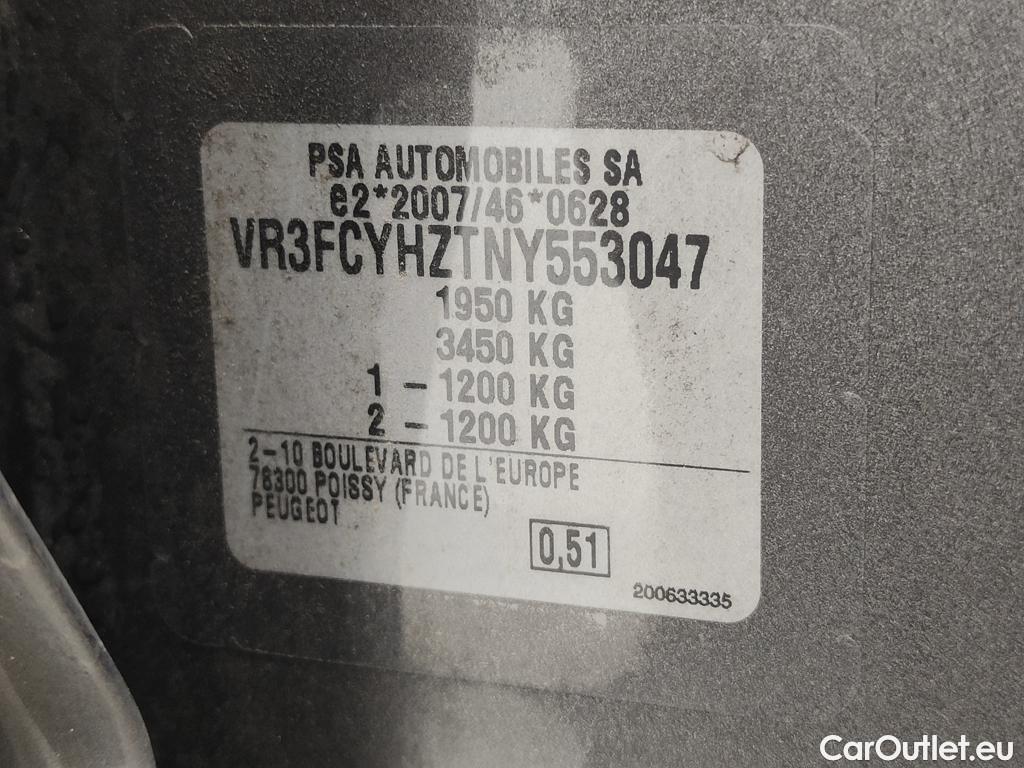 PSA AUTOMOBILES SA
e2*2007/46*0628
VR3FCYHZTNY553047
1950 KG
3450 KG
1 - 1200 KG
2 - 1200 KG
2-10 BOULEVARD DE L'EUROPE
78300 POISSY (FRANCE)
PEUGEOT
0,51
200633335
CarOutlet.eu